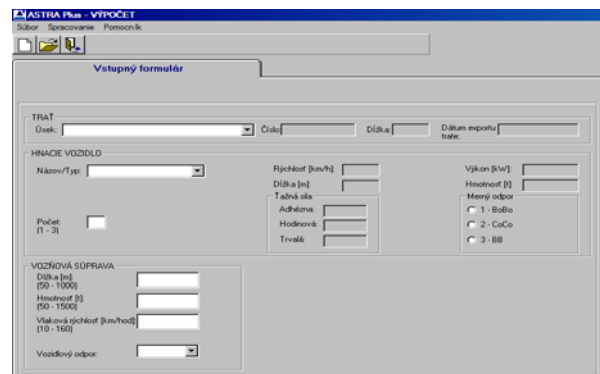 ASTRA Plus - VÝPOČET
Súbor Spracovanie Pomocník
Vstupný formulár
TRAŤ
Úsek: Číslo: Dĺžka: Dátum exportu trate:
HNACIE VOZIDLO
Názov/Typ: Rýchlosť [km/h]: Výkon [kW]:
Dĺžka [m]: Hmotnosť [t]:
Ťažná sila Merný odpor
Adhézna: 1 - BoBo
Počet: (1 - 3) Hodinová: 2 - CoCo
Trvalá: 3 - BB
VOZŇOVÁ SÚPRAVA
Dĺžka [m]:
(50 - 1000)
Hmotnosť [t]
(50 - 1500)
Vlaková rýchlosť [km/hod]:
(10 - 160)
Vozidlový odpor: